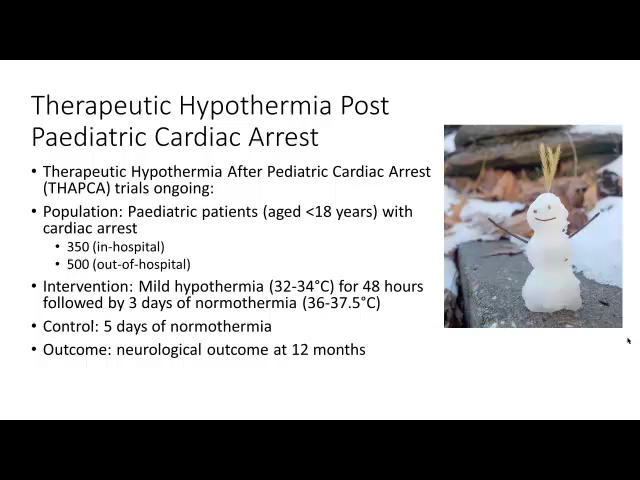 Therapeutic Hypothermia Post
Paediatric Cardiac Arrest
• Therapeutic Hypothermia After Pediatric Cardiac Arrest
(THAPCA) trials ongoing:
• Population: Paediatric patients (aged <18 years) with
cardiac arrest
• 350 (in-hospital)
• 500 (out-of-hospital)
• Intervention: Mild hypothermia (32-34°C) for 48 hours
followed by 3 days of normothermia (36-37.5°C)
• Control: 5 days of normothermia
• Outcome: neurological outcome at 12 months